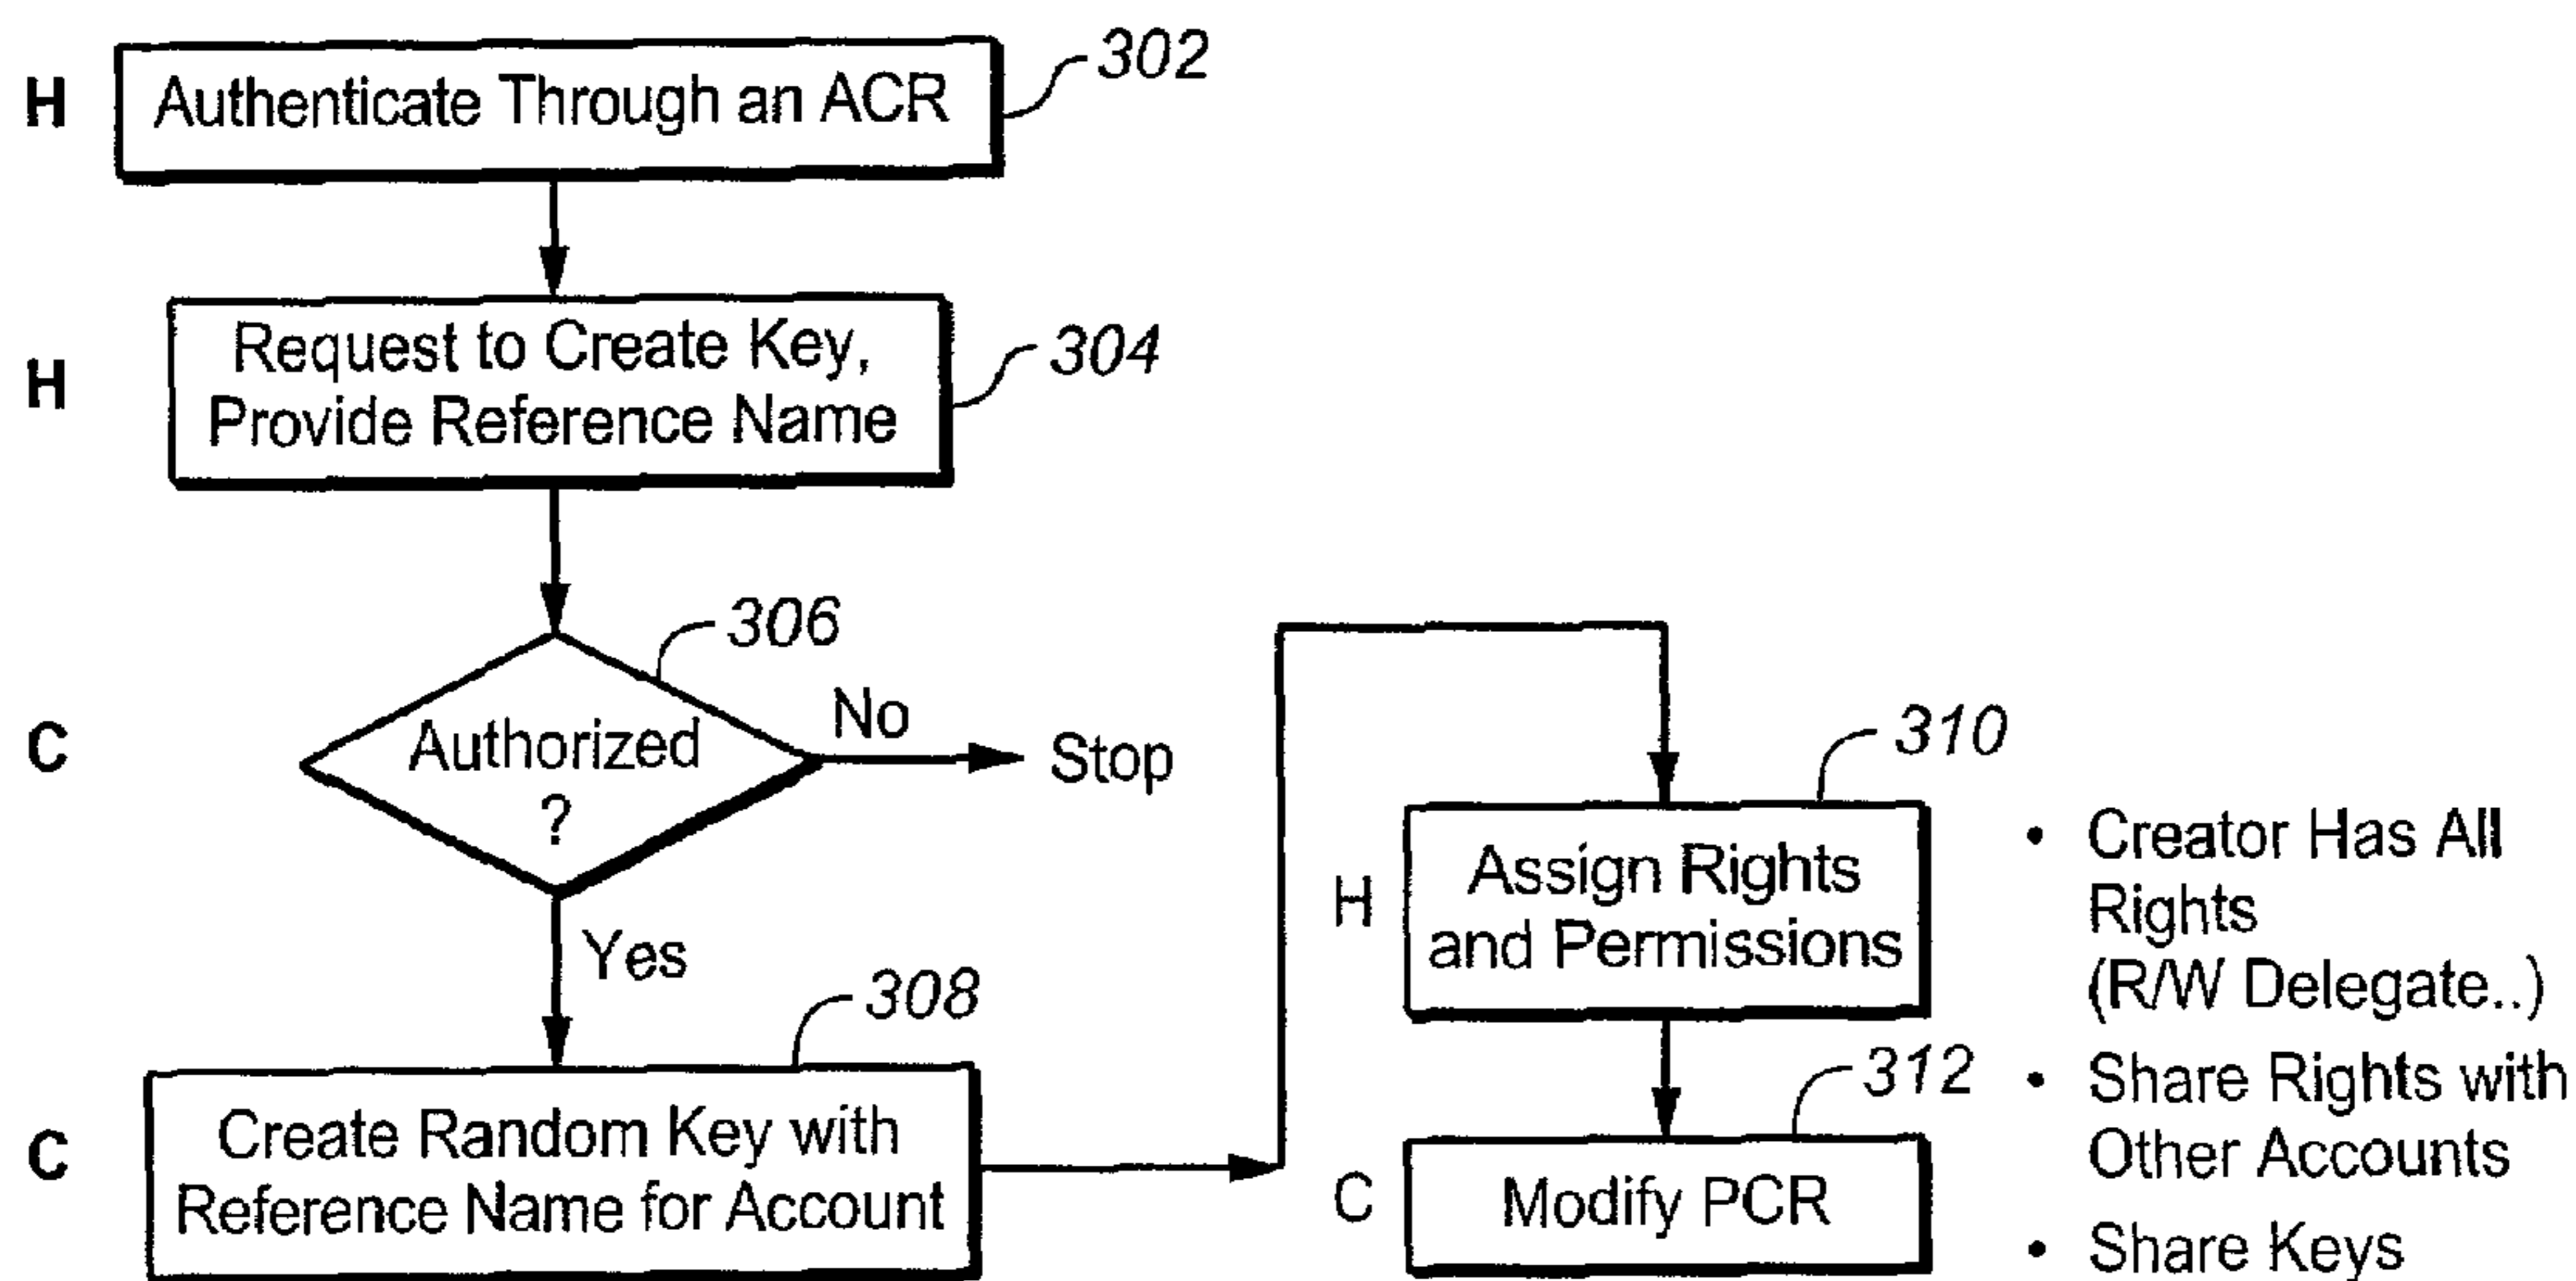 302
H Authenticate Through an ACR
H Request to Create Key,
Provide Reference Name
304
306
C Authorized
?
No
Stop
Yes
308
C Create Random Key with
Reference Name for Account
310
H Assign Rights
and Permissions
312
C Modify PCR
• Creator Has All
Rights
(R/W Delegate..)
• Share Rights with
Other Accounts
• Share Keys